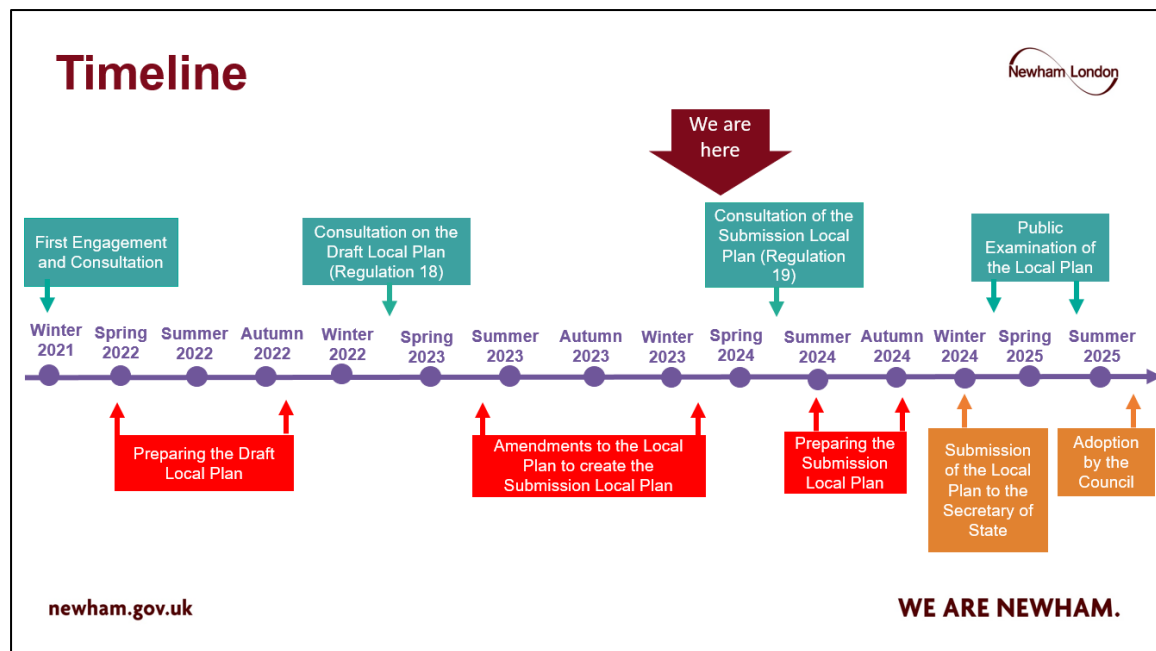 Timeline
Newham London
We are
here
First Engagement
and Consultation
Consultation on the
Draft Local Plan
(Regulation 18)
Consultation of the
Submission Local
Plan (Regulation
19)
Public
Examination of
the Local Plan
Winter
2021
Spring
2022
Summer
2022
Autumn
2022
Winter
2022
Spring
2023
Summer
2023
Autumn
2023
Winter
2023
Spring
2024
Summer
2024
Autumn
2024
Winter
2024
Spring
2025
Summer
2025
Preparing the Draft
Local Plan
Amendments to the Local
Plan to create the
Submission Local Plan
Preparing the
Submission
Local Plan
Submission
of the Local
Plan to the
Secretary of
State
Adoption
by the
Council
newham.gov.uk
WE ARE NEWHAM.